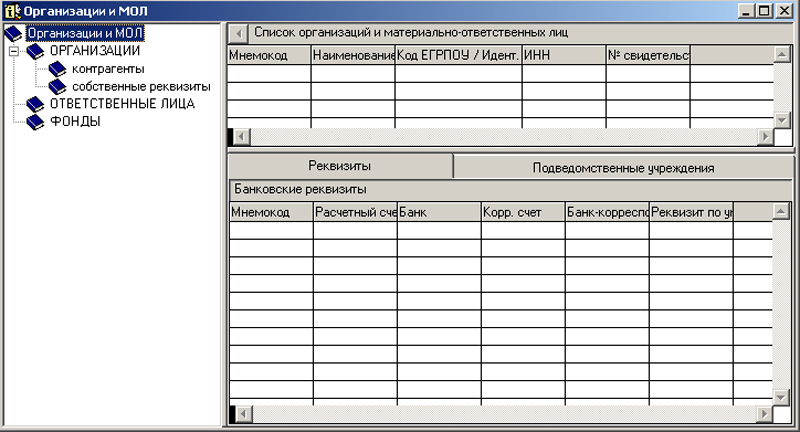 Организации и МОЛ
Организации и МОЛ
ОРГАНИЗАЦИИ
контрагенты
собственные реквизиты
ОТВЕТСТВЕННЫЕ ЛИЦА
ФОНДЫ
Список организаций и материально-ответственных лиц
Мнемокод Наименование Код ЕГРПОУ / Идент. ИНН № свидетельст
Реквизиты Подведомственные учреждения
Банковские реквизиты
Мнемокод Расчетный сче Банк Корр. счет Банк-корреспо Реквизит по ум